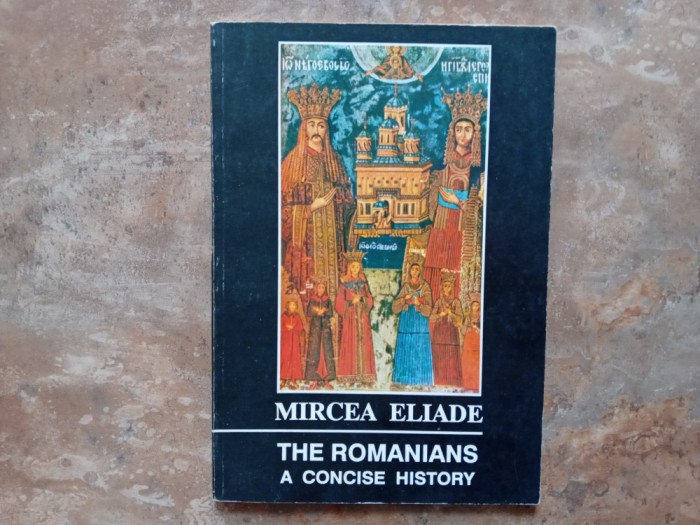 MIRCEA ELIADE
THE ROMANIANS
A CONCISE HISTORY